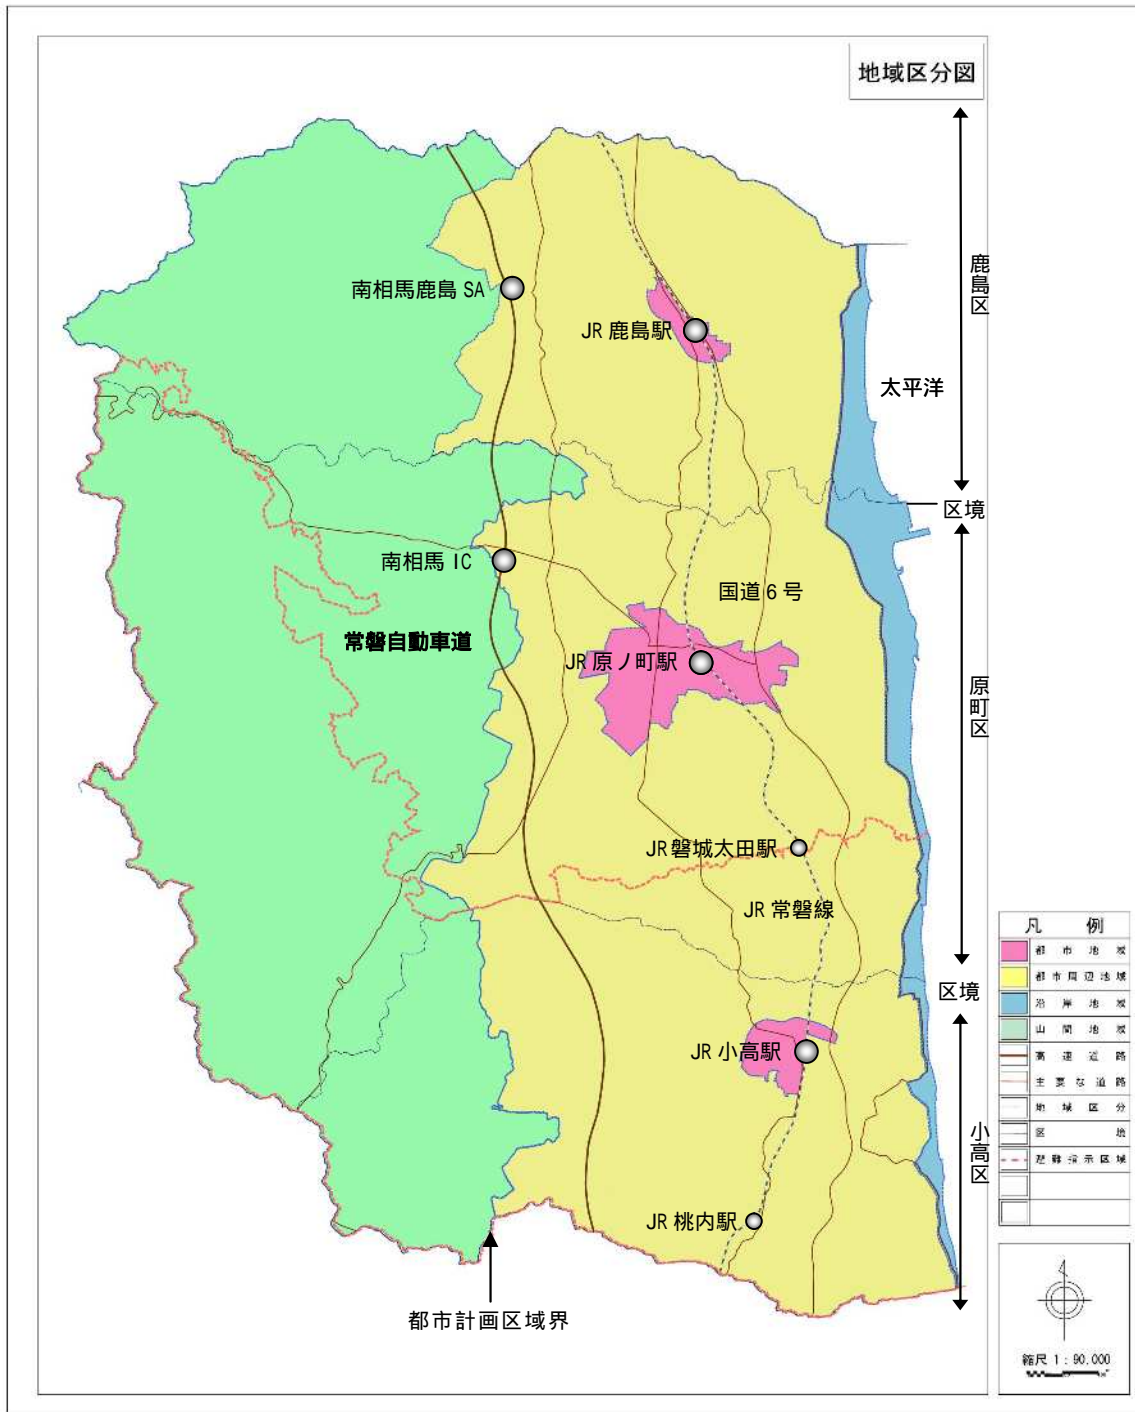 地域区分図
鹿島区
南相馬鹿島 SA
JR 鹿島駅
太平洋
区境
南相馬 IC
国道 6 号
常磐自動車道
JR 原ノ町駅
原町区
JR 磐城太田駅
JR 常磐線
区境
JR 小高駅
小高区
JR 桃内駅
都市計画区域界
凡 例
都市地域
都市周辺地域
沿岸地域
山間地域
高速道路
主要な道路
地域区分
区境
避難指示区域
縮尺 1 : 90,000